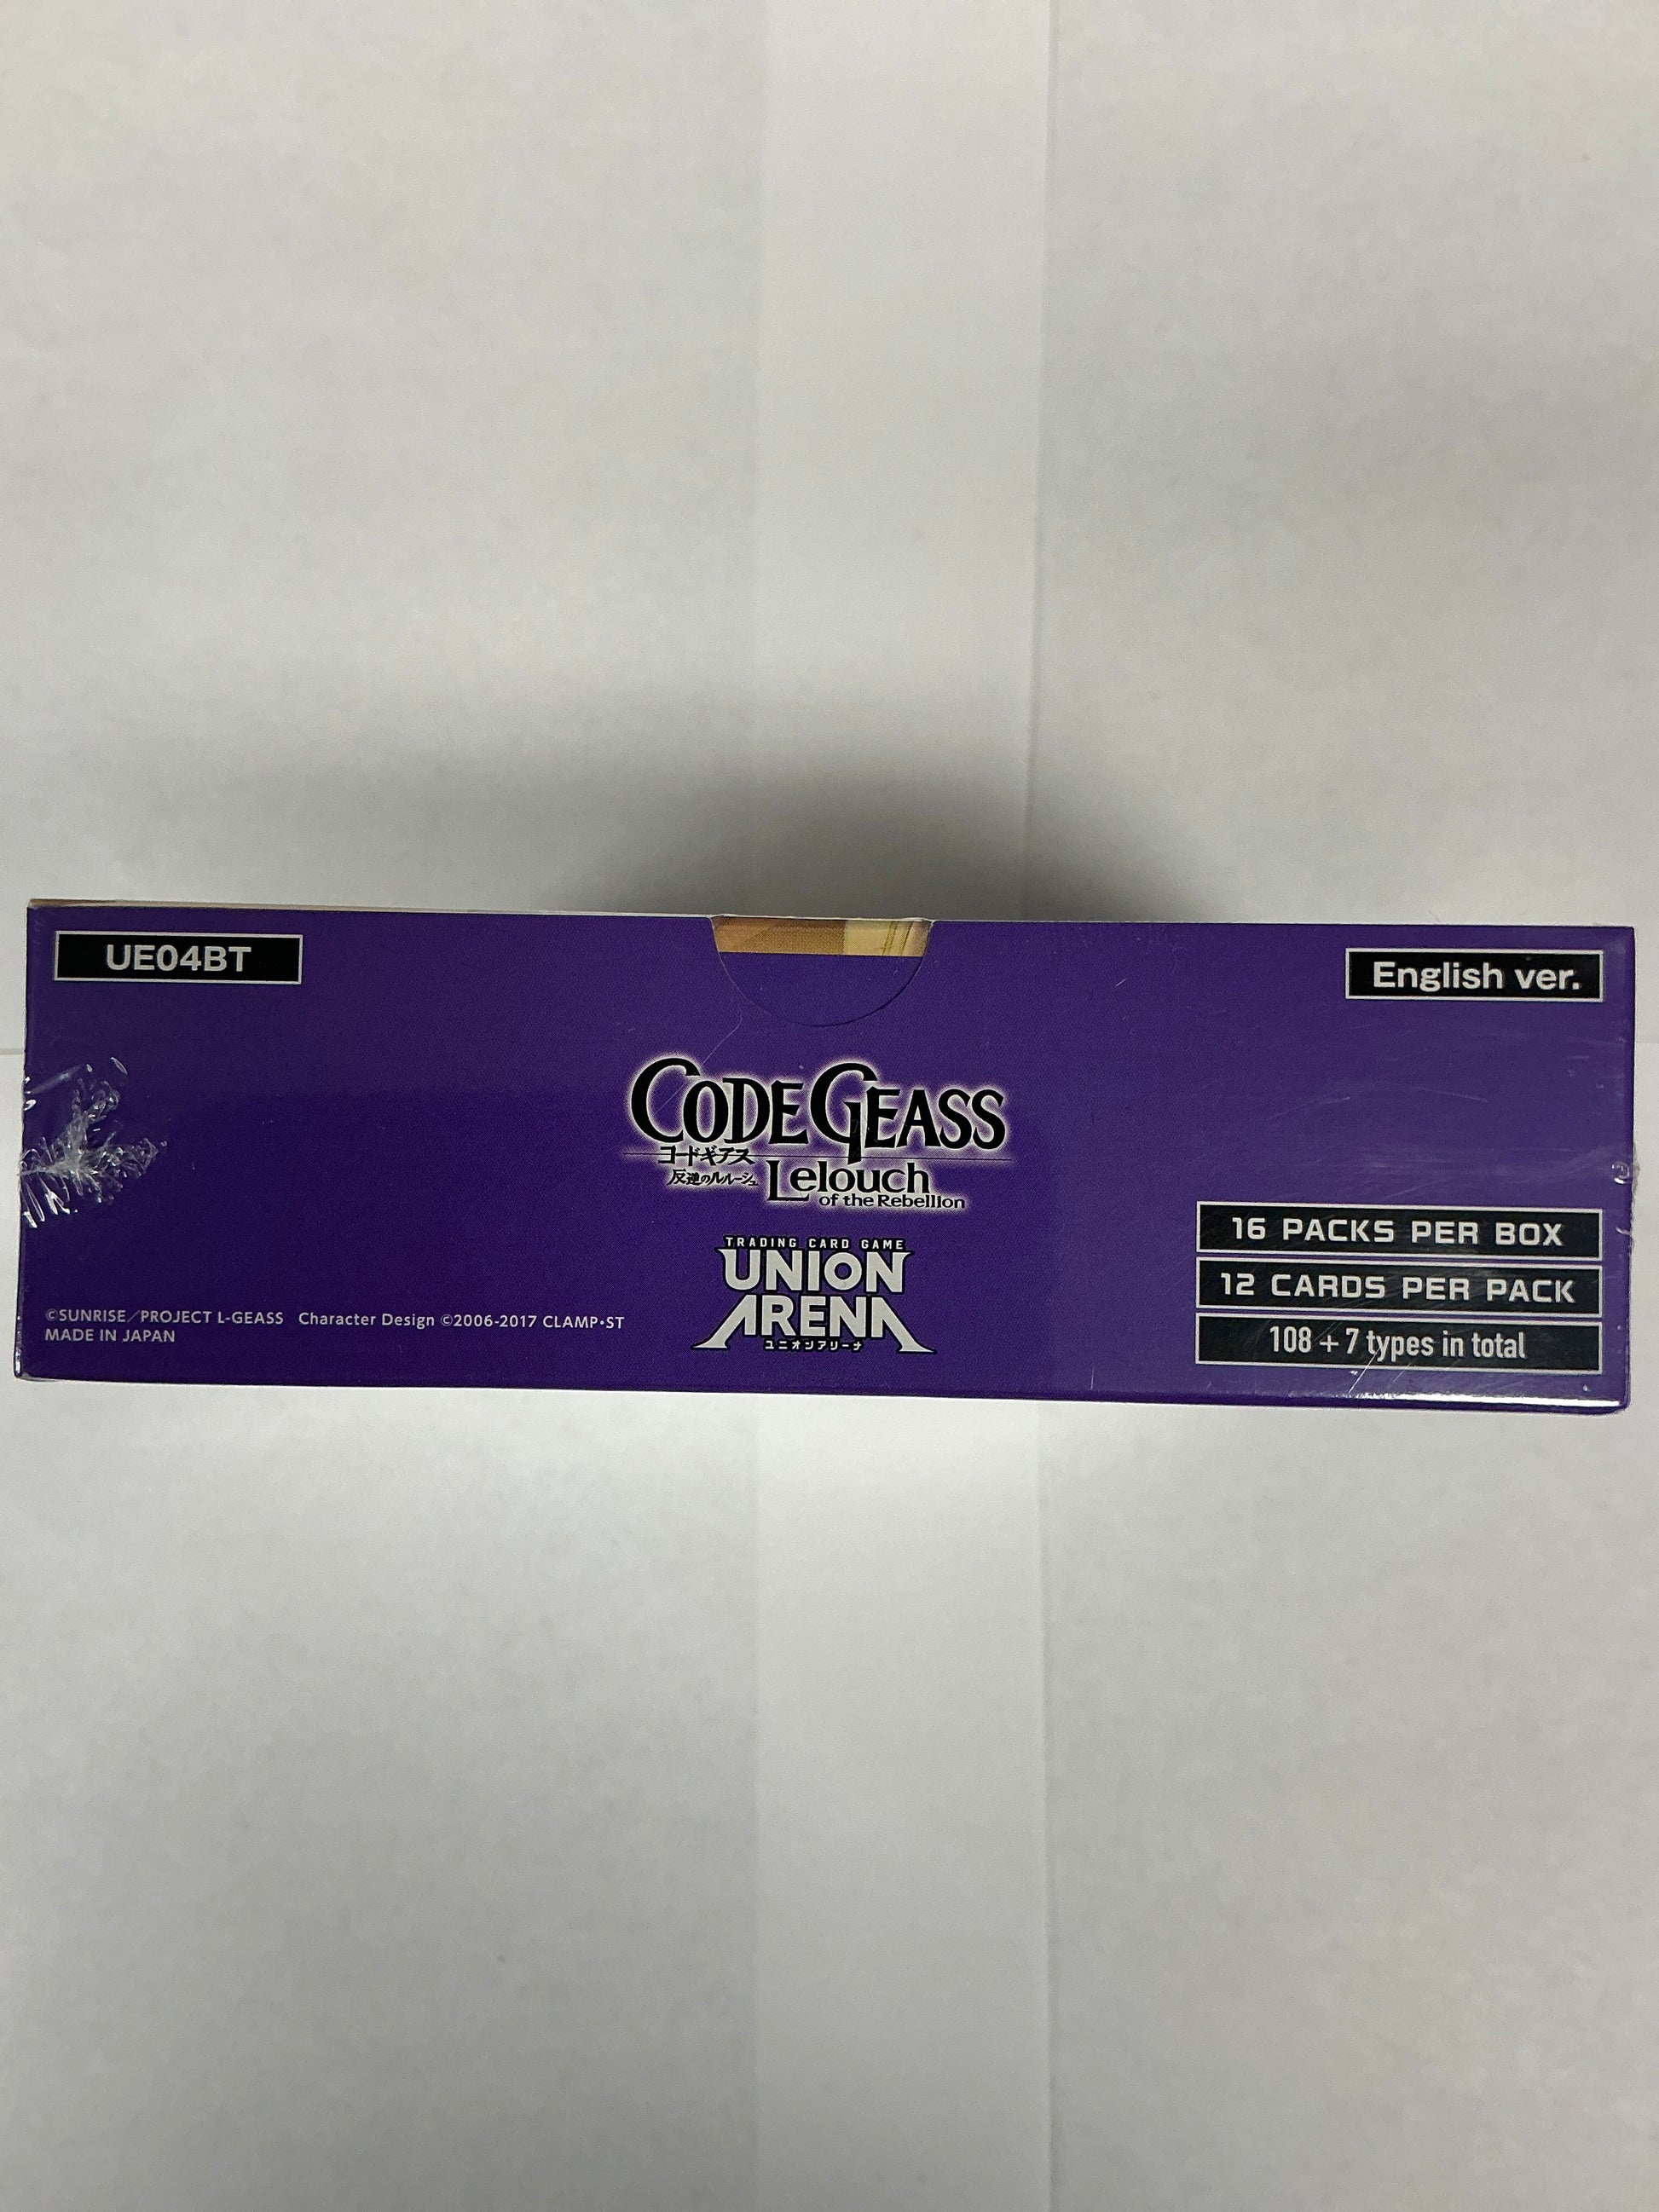 UE04BT
English ver.
CODE GEASS
コードギアス
反逆のルルーシュ
Lelouch
of the Rebellion
TRADING CARD GAME
UNION
ARENA
ユニオンアリーナ
©SUNRISE/PROJECT L-GEASS Character Design ©2006-2017 CLAMP・ST
MADE IN JAPAN
16 PACKS PER BOX
12 CARDS PER PACK
108+7 types in total